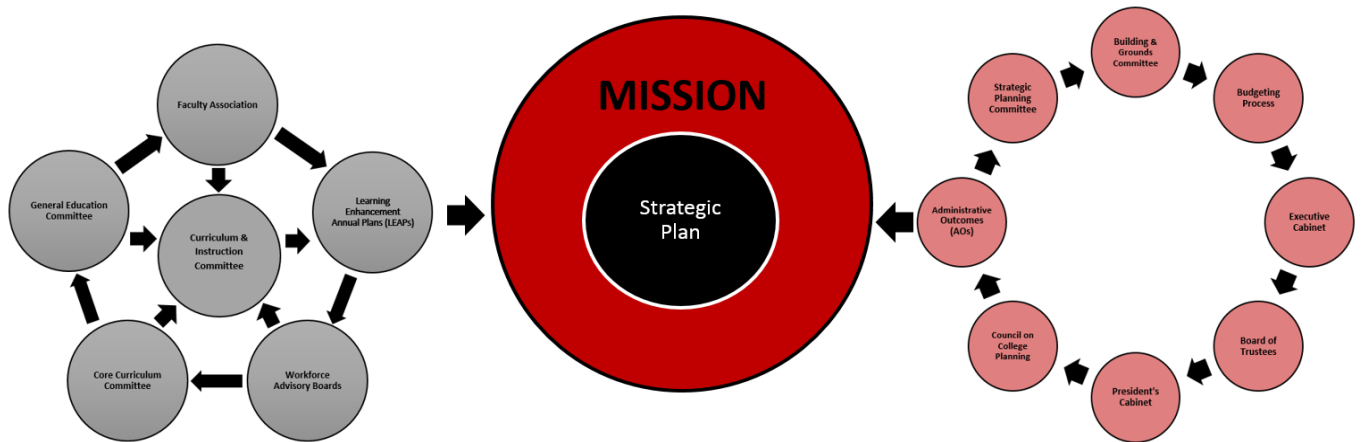 Faculty Association
General Education
Committee
Learning
Enhancement
Annual Plans (LEAPs)
Curriculum &
Instruction
Committee
Core Curriculum
Committee
Workforce
Advisory Boards
MISSION
Strategic
Plan
Building &
Grounds
Committee
Strategic
Planning
Committee
Budgeting
Process
Administrative
Outcomes
(AOs)
Executive
Cabinet
Council on
College
Planning
Board of
Trustees
President's
Cabinet